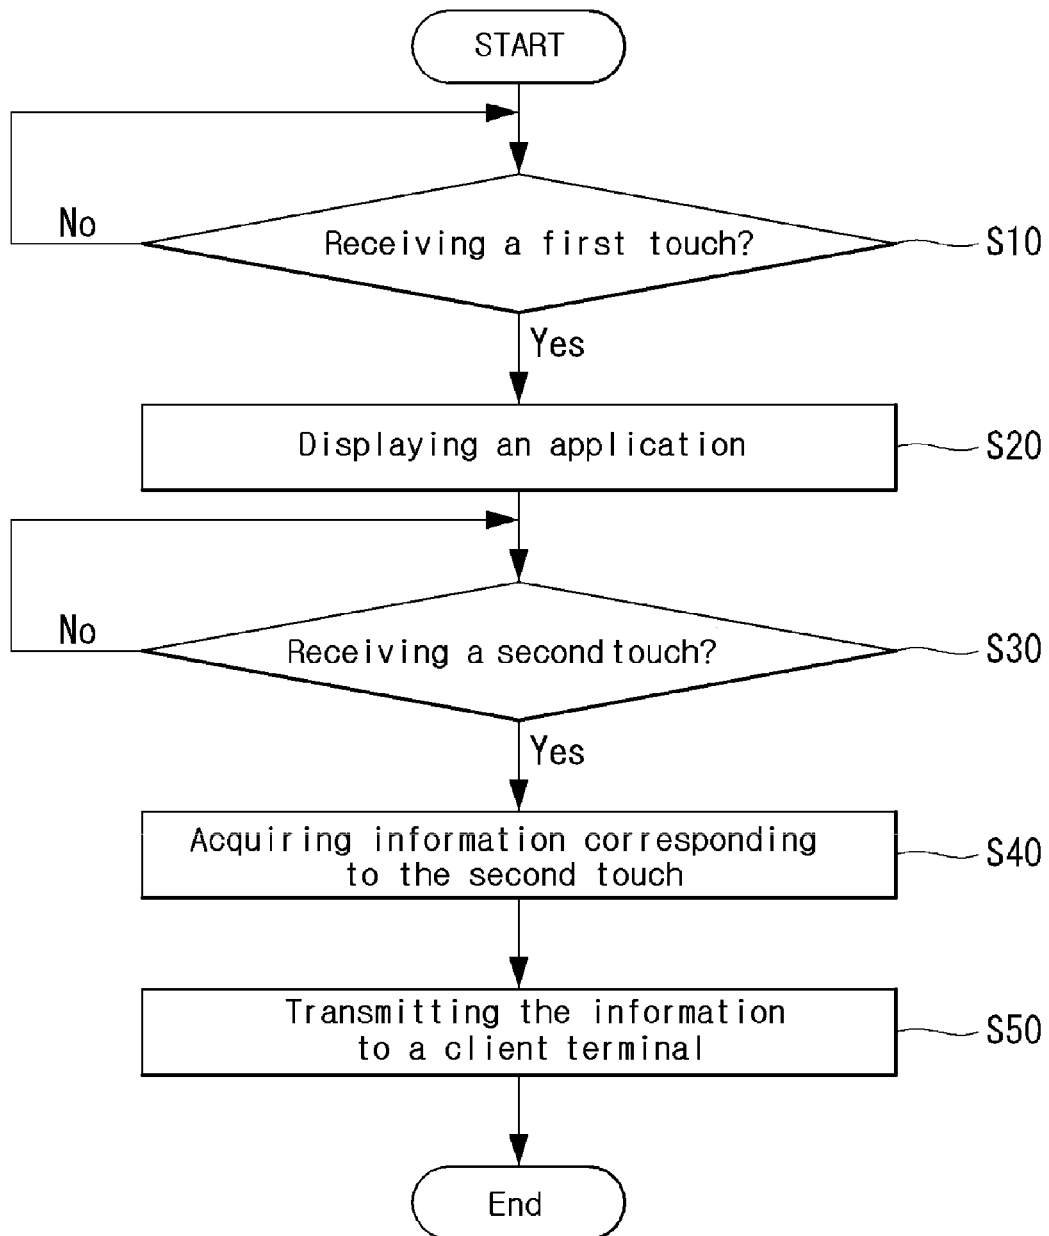 START
No
Receiving a first touch?
S10
Yes
Displaying an application
S20
No
Receiving a second touch?
S30
Yes
Acquiring information corresponding
to the second touch
S40
Transmitting the information
to a client terminal
S50
End